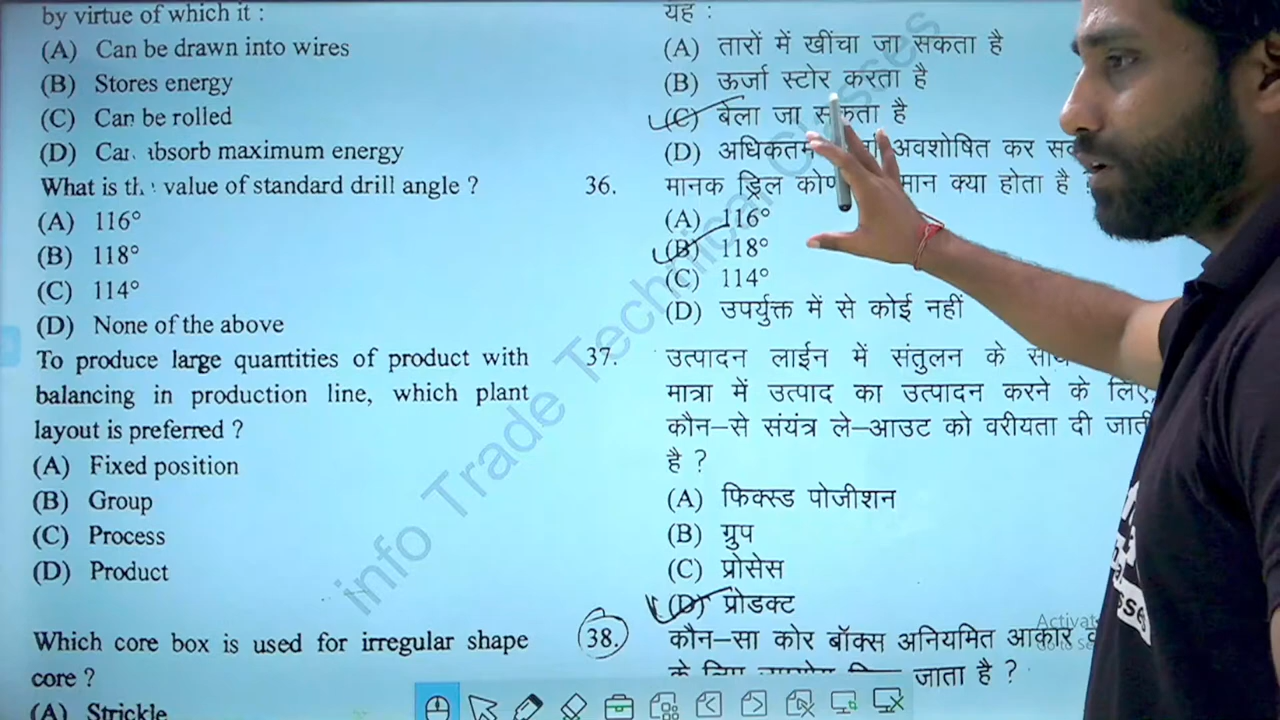 by virtue of which it :
(A) Can be drawn into wires
(B) Stores energy
(C) Can be rolled
(D) Can absorb maximum energy
What is the value of standard drill angle ?
(A) 116°
(B) 118°
(C) 114°
(D) None of the above
To produce large quantities of product with
balancing in production line, which plant
layout is preferred ?
(A) Fixed position
(B) Group
(C) Process
(D) Product
Which core box is used for irregular shape
core ?
(A) Strickle
यह :
(A) तारों में खींचा जा सकता है
(B) ऊर्जा स्टोर करता है
(C) बेला जा सकता है
(D) अधिकतम अवशोषित कर
36. मानक ड्रिल मान क्या होता है
(A) 116°
(B) 118°
(C) 114°
(D) उपर्युक्त में से कोई नहीं
37. उत्पादन लाईन में संतुलन के
मात्रा में उत्पाद का उत्पादन करने के लिए,
कौन–से संयंत्र ले–आउट को वरीयता दी जाती
है ?
(A) फिक्स्ड पोजीशन
(B) ग्रुप
(C) प्रोसेस
(D) प्रोडक्ट
38. कौन–सा कोर बॉक्स अनियमित आकार
के लिए जाता है ?
info Trade Technical Classes
Activat